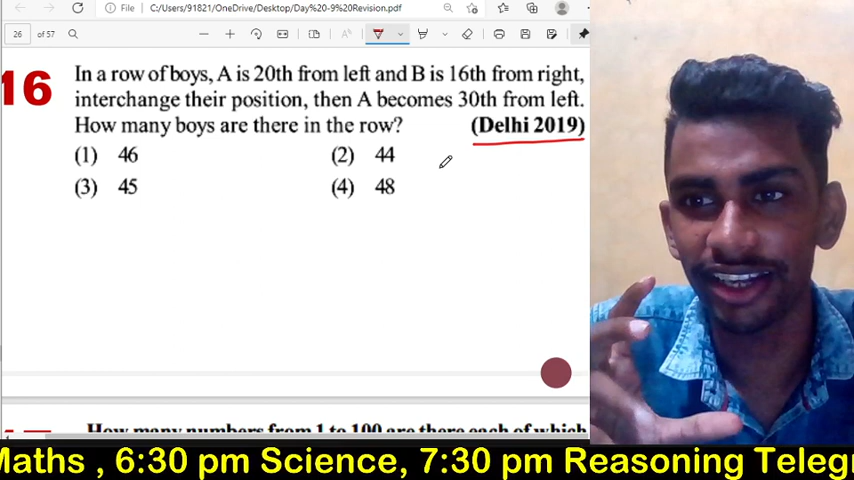 File
C:/Users/91821/OneDrive/Desktop/Day%20-9%20Revision.pdf
26 of 57
16
In a row of boys, A is 20th from left and B is 16th from right,
interchange their position, then A becomes 30th from left.
How many boys are there in the row? (Delhi 2019)
(1) 46 (2) 44
(3) 45 (4) 48
How many numbers from 1 to 100 are there each of which
Maths , 6:30 pm Science, 7:30 pm Reasoning Telegr